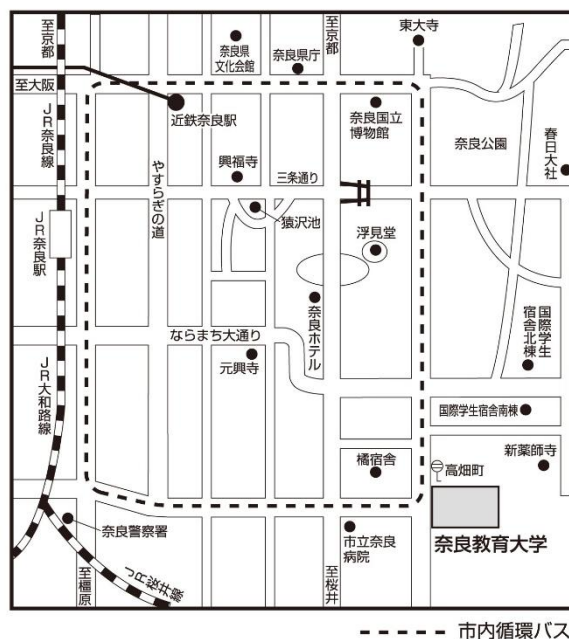 至京都
至京都
東大寺
奈良県
文化会館
奈良県庁
至大阪
JR奈良線
近鉄奈良駅
奈良国立
博物館
奈良公園
春日大社
やすらぎの道
興福寺
三条通り
猿沢池
浮見堂
JR奈良駅
奈良ホテル
ならまち大通り
元興寺
国際学生
宿舎北棟
JR大和路線
国際学生宿舎南棟
橘宿舎
高畑町
新薬師寺
奈良警察署
市立奈良
病院
奈良教育大学
至橿原
JR桜井線
至桜井
市内循環バス